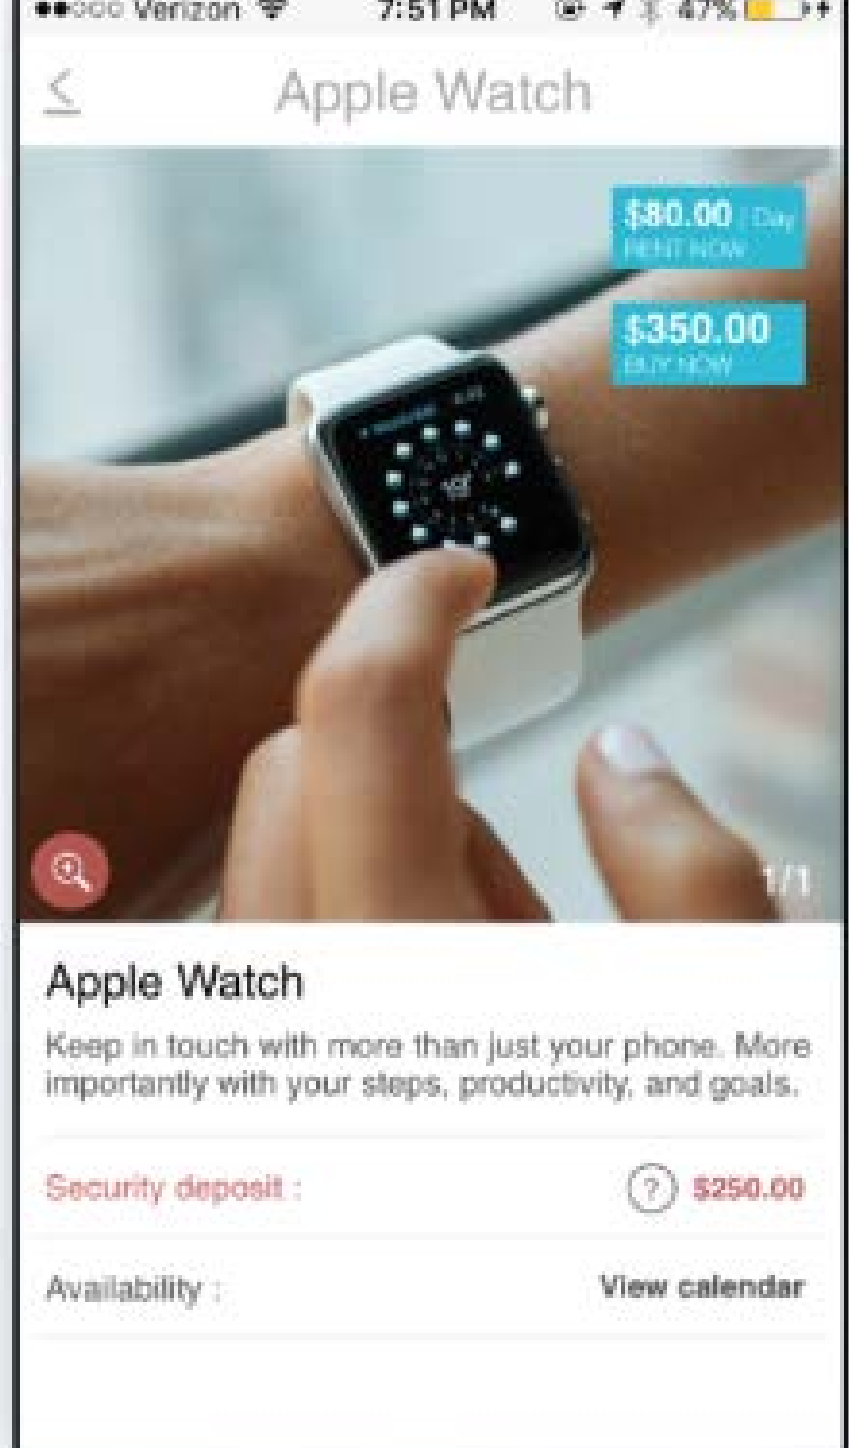 Verizon 7:51 PM 47%
Apple Watch
$80.00 / Day
RENT NOW
$350.00
BUY NOW
10
1/1
Apple Watch
Keep in touch with more than just your phone. More
importantly with your steps, productivity, and goals.
Security deposit : ? $250.00
Availability : View calendar